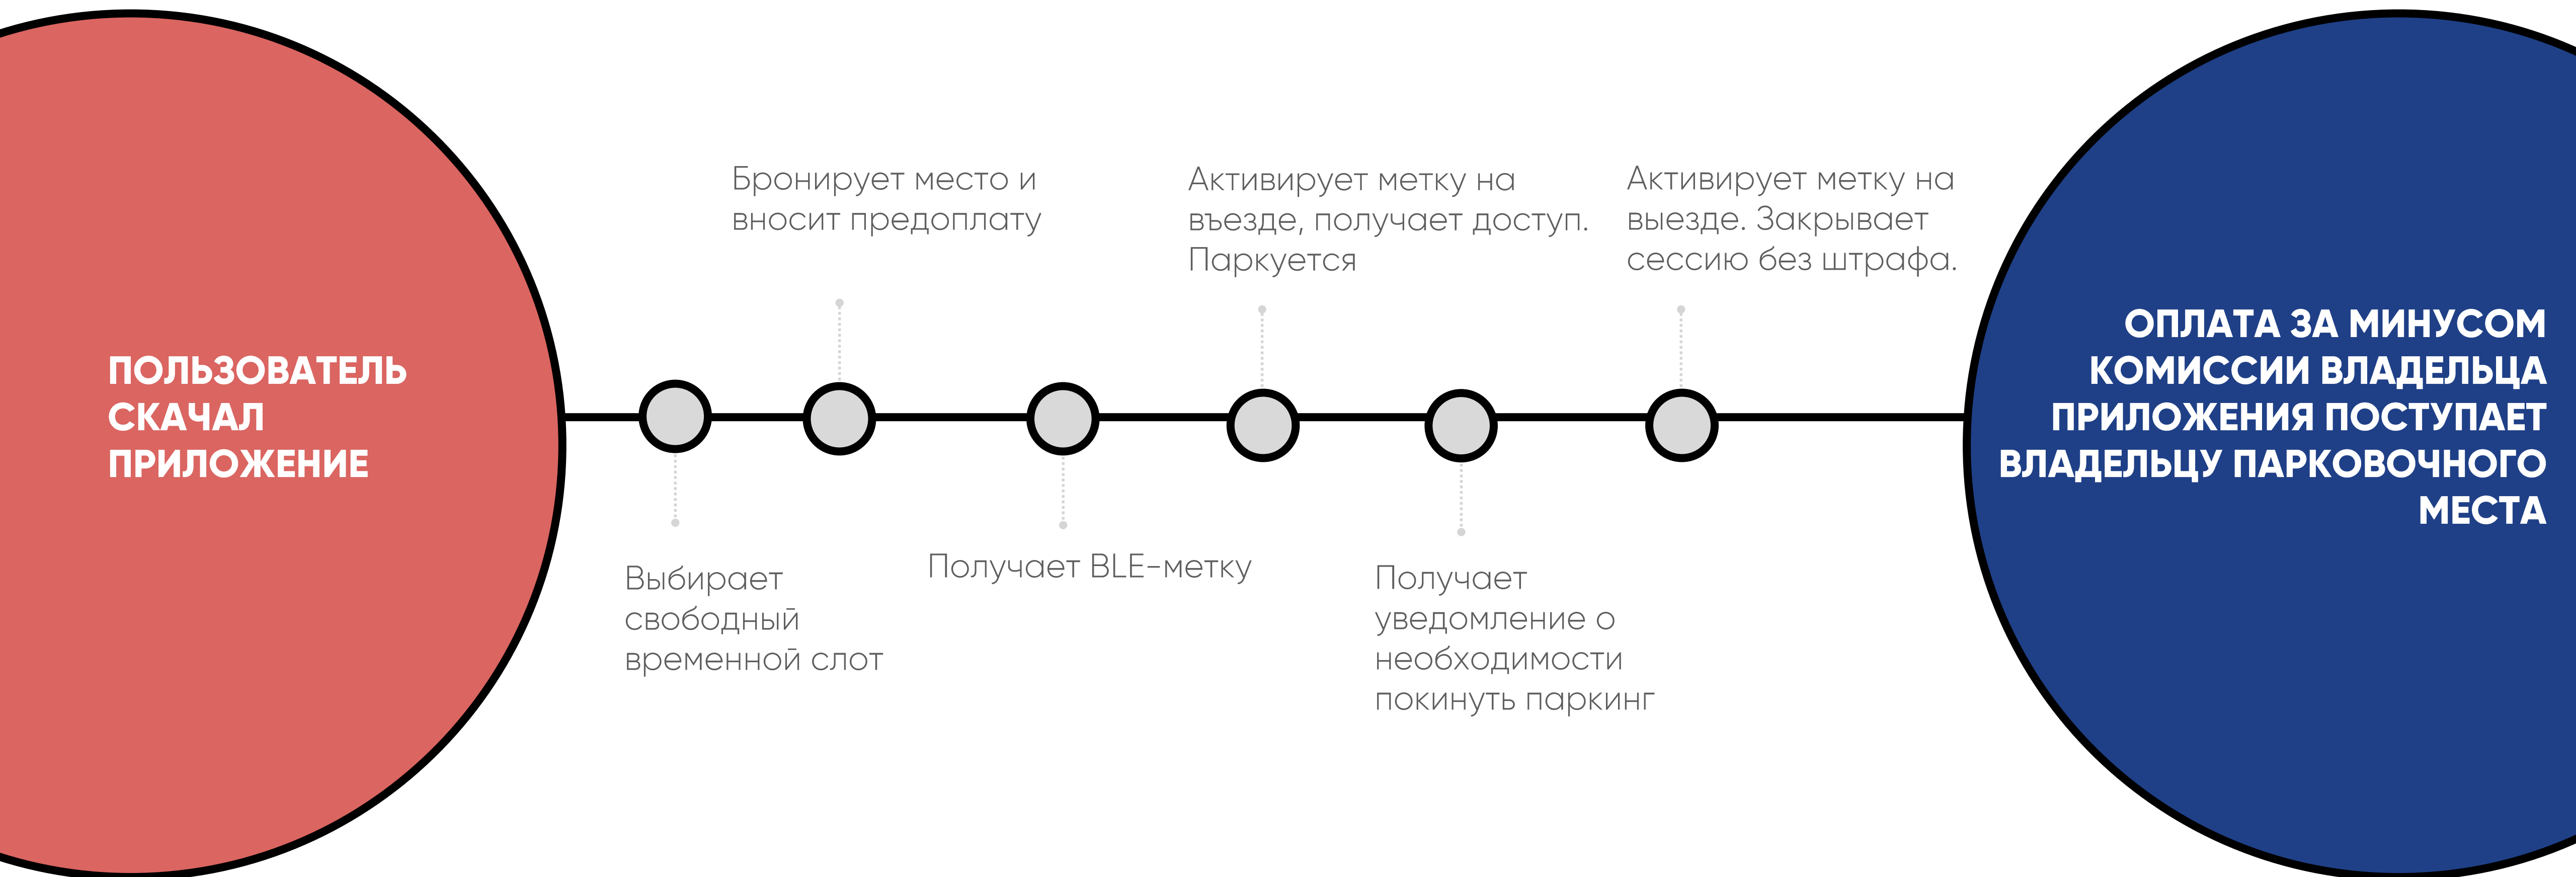 ПОЛЬЗОВАТЕЛЬ
СКАЧАЛ
ПРИЛОЖЕНИЕ
Выбирает
свободный
временной слот
Бронирует место и
вносит предоплату
Получает BLE-метку
Активирует метку на
въезде, получает доступ.
Паркуется
Получает
уведомление о
необходимости
покинуть паркинг
Активирует метку на
выезде. Закрывает
сессию без штрафа.
ОПЛАТА ЗА МИНУСОМ
КОМИССИИ ВЛАДЕЛЬЦА
ПРИЛОЖЕНИЯ ПОСТУПАЕТ
ВЛАДЕЛЬЦУ ПАРКОВОЧНОГО
МЕСТА